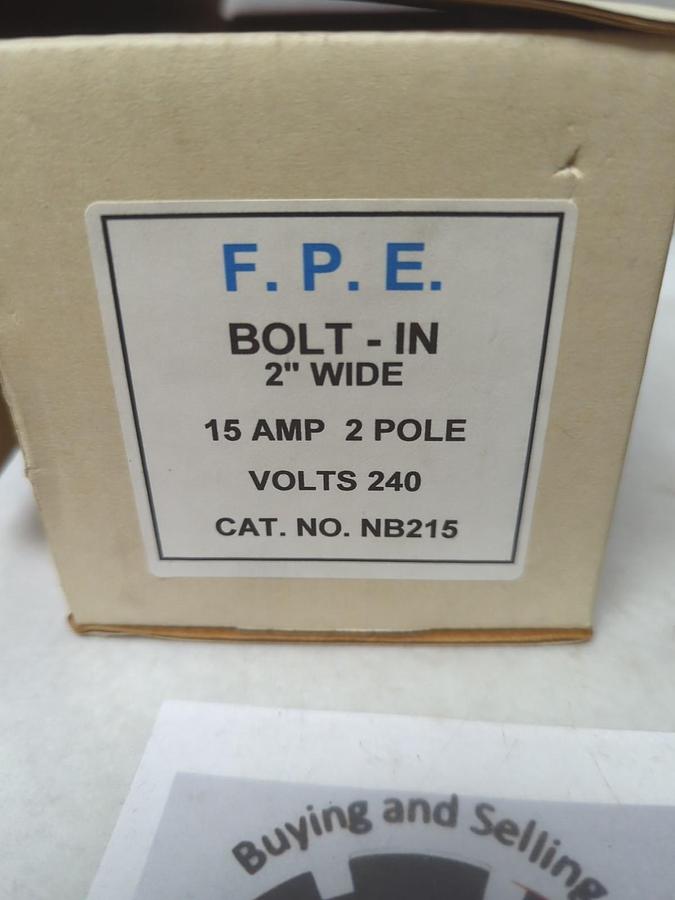 F. P. E.
BOLT - IN
2" WIDE
15 AMP 2 POLE
VOLTS 240
CAT. NO. NB215
Buying and Selling